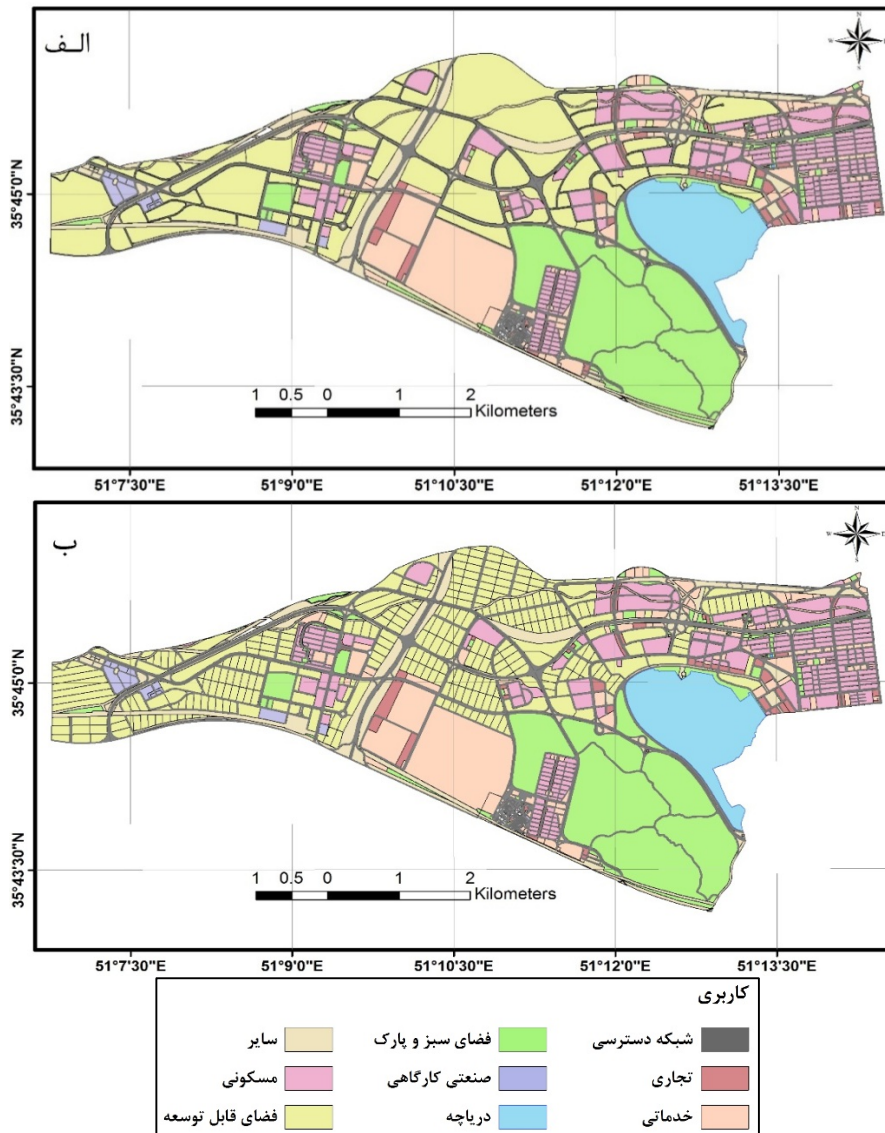 الـف
N
W E
S
35°45'0"N
35°43'30"N
1 0.5 0 1 2
Kilometers
51°7'30"E 51°9'0"E 51°10'30"E 51°12'0"E 51°13'30"E
ب
N
W E
S
35°45'0"N
35°43'30"N
1 0.5 0 1 2
Kilometers
51°7'30"E 51°9'0"E 51°10'30"E 51°12'0"E 51°13'30"E
کاربری
شبکه دسترسی فضای سبز و پارک سایر
تجاری صنعتی کارگاهی مسکونی
خدماتی دریاچه فضای قابل توسعه